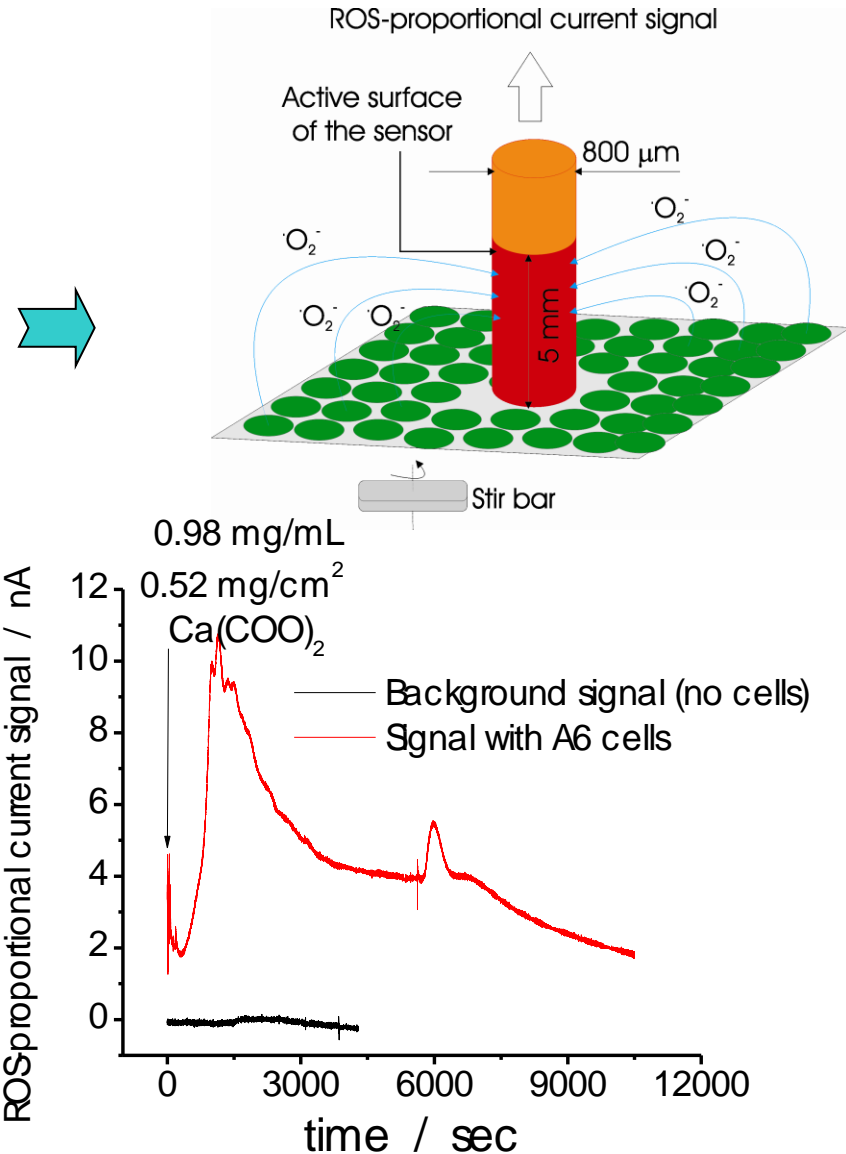 ROS-proportional current signal
Active surface
of the sensor
800 μm
·O₂⁻
·O₂⁻
·O₂⁻
·O₂⁻
·O₂⁻
·O₂⁻
5 mm
Stir bar
0.98 mg/mL
0.52 mg/cm²
Ca(COO)₂
ROS-proportional current signal / nA
12
10
8
6
4
2
0
Background signal (no cells)
Signal with A6 cells
0 3000 6000 9000 12000
time / sec